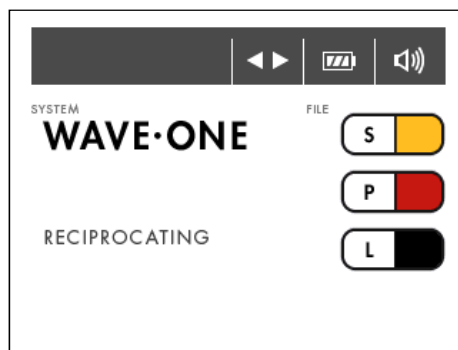 SYSTEM
FILE
WAVE·ONE
S
P
RECIPROCATING
L